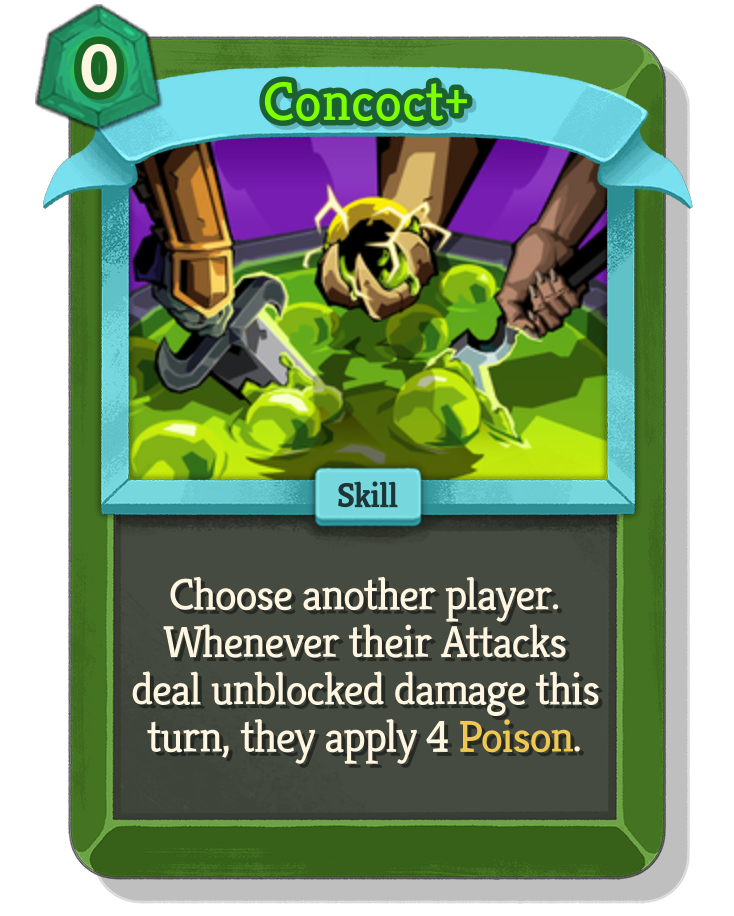 0
Concoct+
Skill
Choose another player.
Whenever their Attacks
deal unblocked damage this
turn, they apply 4 Poison.